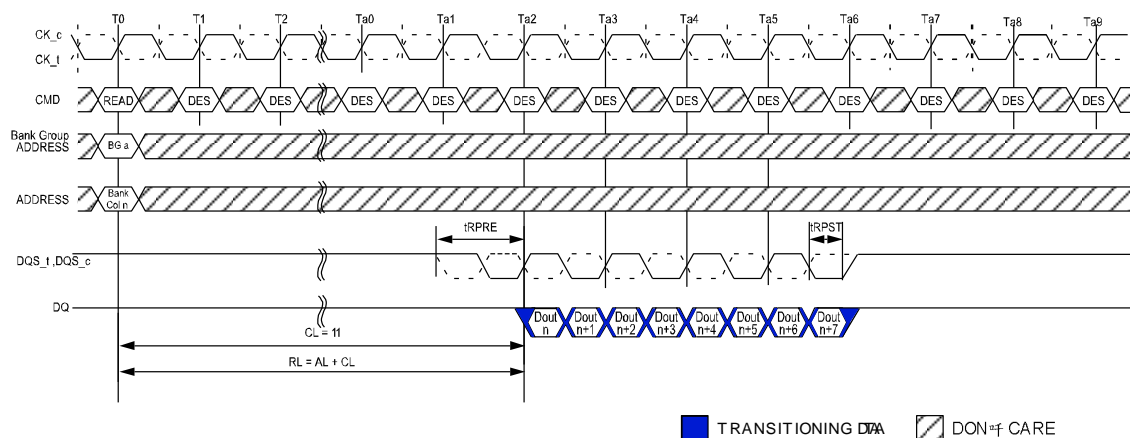 T0 T1 T2 Ta0 Ta1 Ta2 Ta3 Ta4 Ta5 Ta6 Ta7 Ta8 Ta9
CK_c
CK_t
CMD READ DES DES DES DES DES DES DES DES DES DES DES DES
Bank Group
ADDRESS BG a
ADDRESS Bank
Col n
tRPRE tRPST
DQS_t ,DQS_c
DQ Dout
n Dout
n+1 Dout
n+2 Dout
n+3 Dout
n+4 Dout
n+5 Dout
n+6 Dout
n+7
CL = 11
RL = AL + CL
TRANSITIONING DATA DON CARE